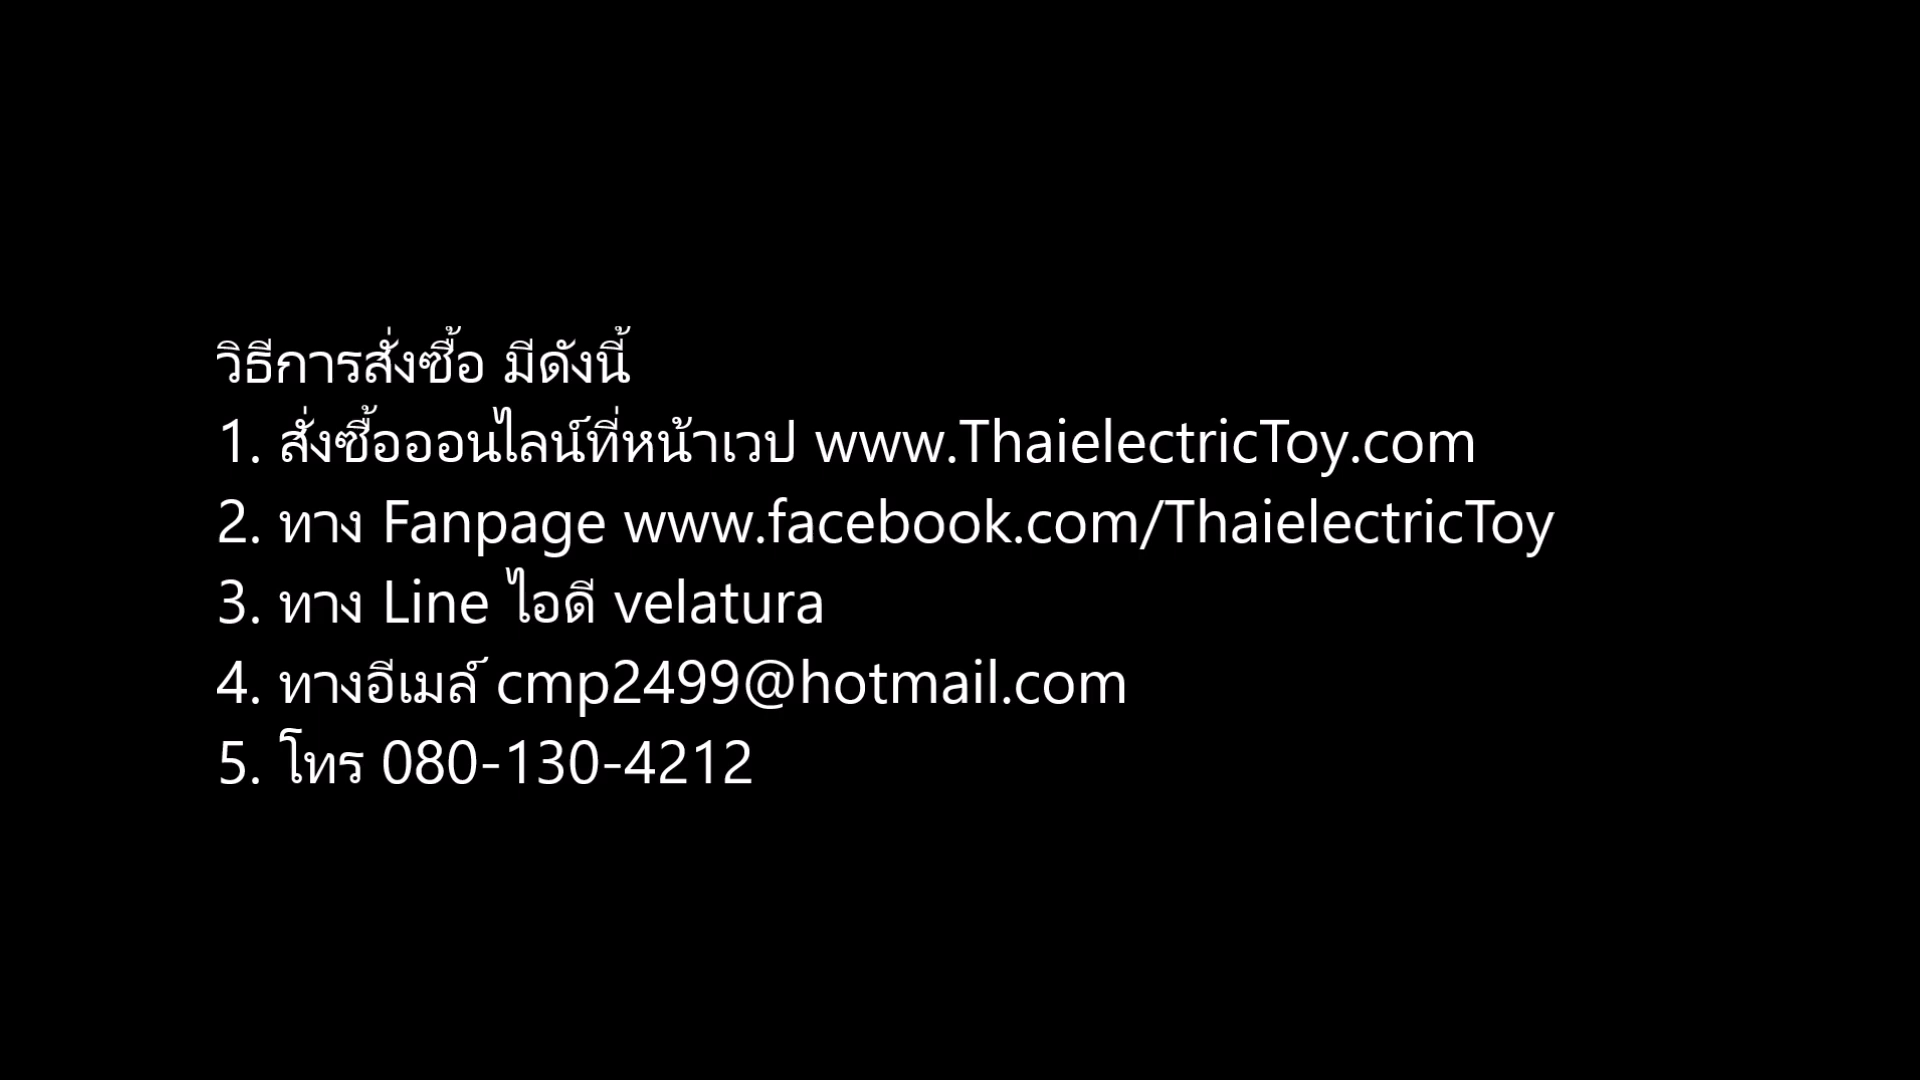 วิธีการสั่งซื้อ มีดังนี้
1. สั่งซื้อออนไลน์ที่หน้าเวป www.ThaielectricToy.com
2. ทาง Fanpage www.facebook.com/ThaielectricToy
3. ทาง Line ไอดี velatura
4. ทางอีเมล์ cmp2499@hotmail.com
5. โทร 080-130-4212